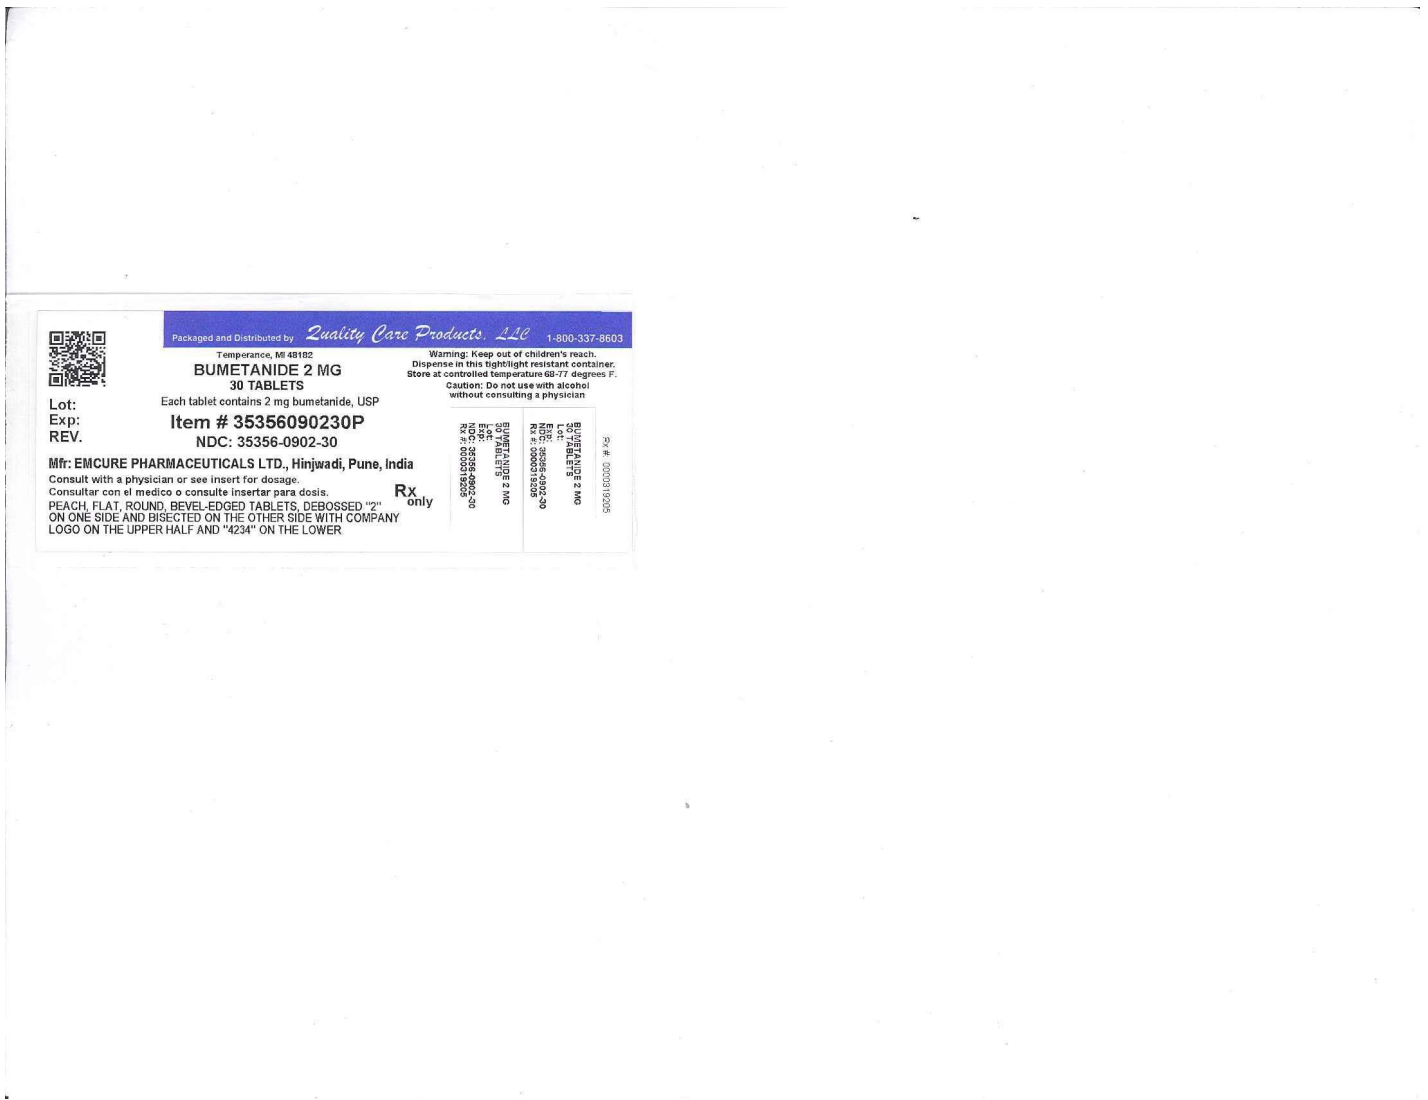 Packaged and Distributed by Quality Care Products, LLC 1-800-337-8603
Temperance, MI 48182
BUMETANIDE 2 MG
30 TABLETS
Each tablet contains 2 mg bumetanide, USP
Item # 35356090230P
NDC: 35356-0902-30
Warning: Keep out of children's reach.
Dispense in this tight/light resistant container.
Store at controlled temperature 68-77 degrees F.
Caution: Do not use with alcohol
without consulting a physician
Lot:
Exp:
REV.
Mfr: EMCURE PHARMACEUTICALS LTD., Hinjwadi, Pune, India
Consult with a physician or see insert for dosage.
Consultar con el medico o consulte insertar para dosis.
Rx
only
PEACH, FLAT, ROUND, BEVEL-EDGED TABLETS, DEBOSSED "2"
ON ONE SIDE AND BISECTED ON THE OTHER SIDE WITH COMPANY
LOGO ON THE UPPER HALF AND "4234" ON THE LOWER
BUMETANIDE 2 MG
30 TABLETS
Lot:
Exp:
NDC: 35356-0902-30
Rx #: 0000319205
BUMETANIDE 2 MG
30 TABLETS
Lot:
Exp:
NDC: 35356-0902-30
Rx #: 0000319205
Rx #: 0000319205